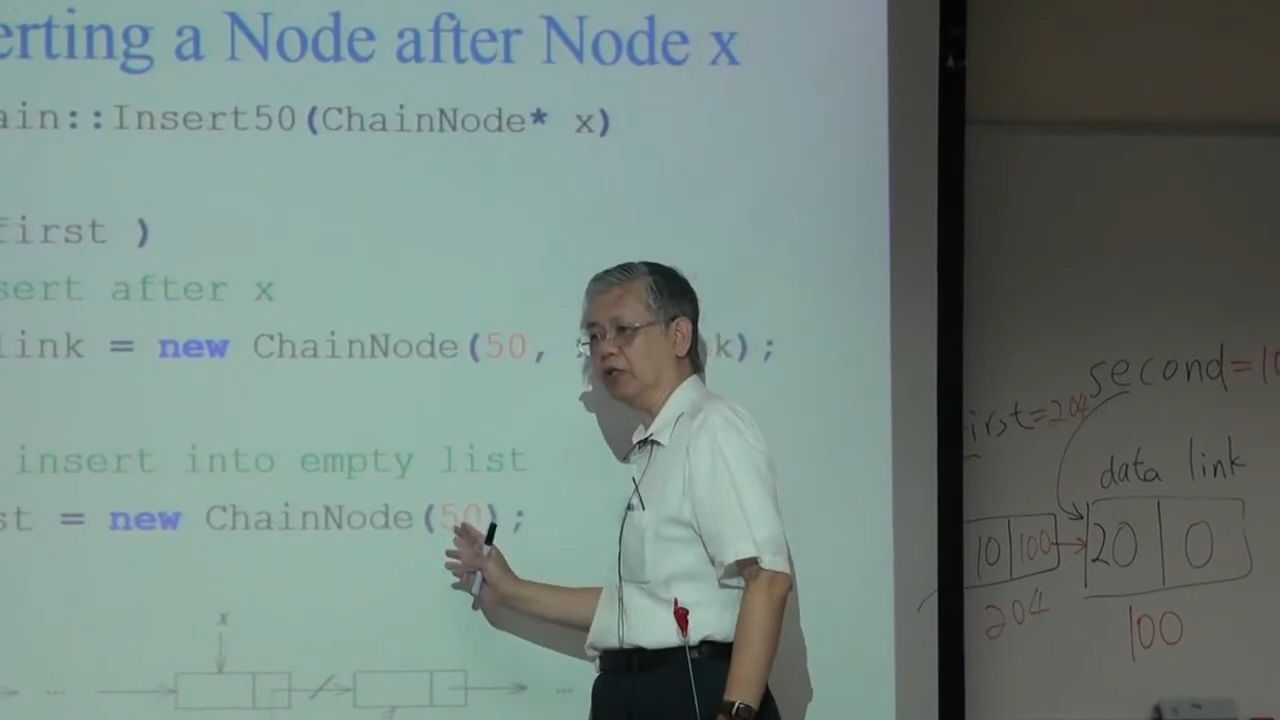 erting a Node after Node x
ain::Insert50(ChainNode* x)
first )
sert after x
link = new ChainNode(50, k);
insert into empty list
st = new ChainNode(50);
x
... ...
second=10
irst=204
data link
10 100 20 0
204
100